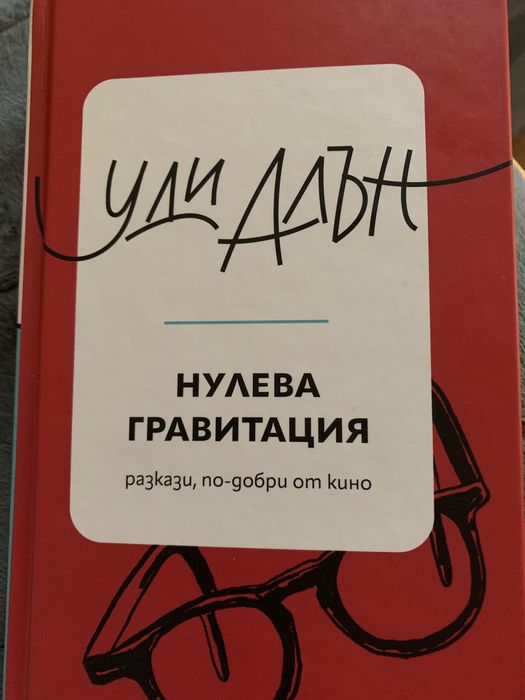 Уди Алън
НУЛЕВА
ГРАВИТАЦИЯ
разкази, по-добри от кино